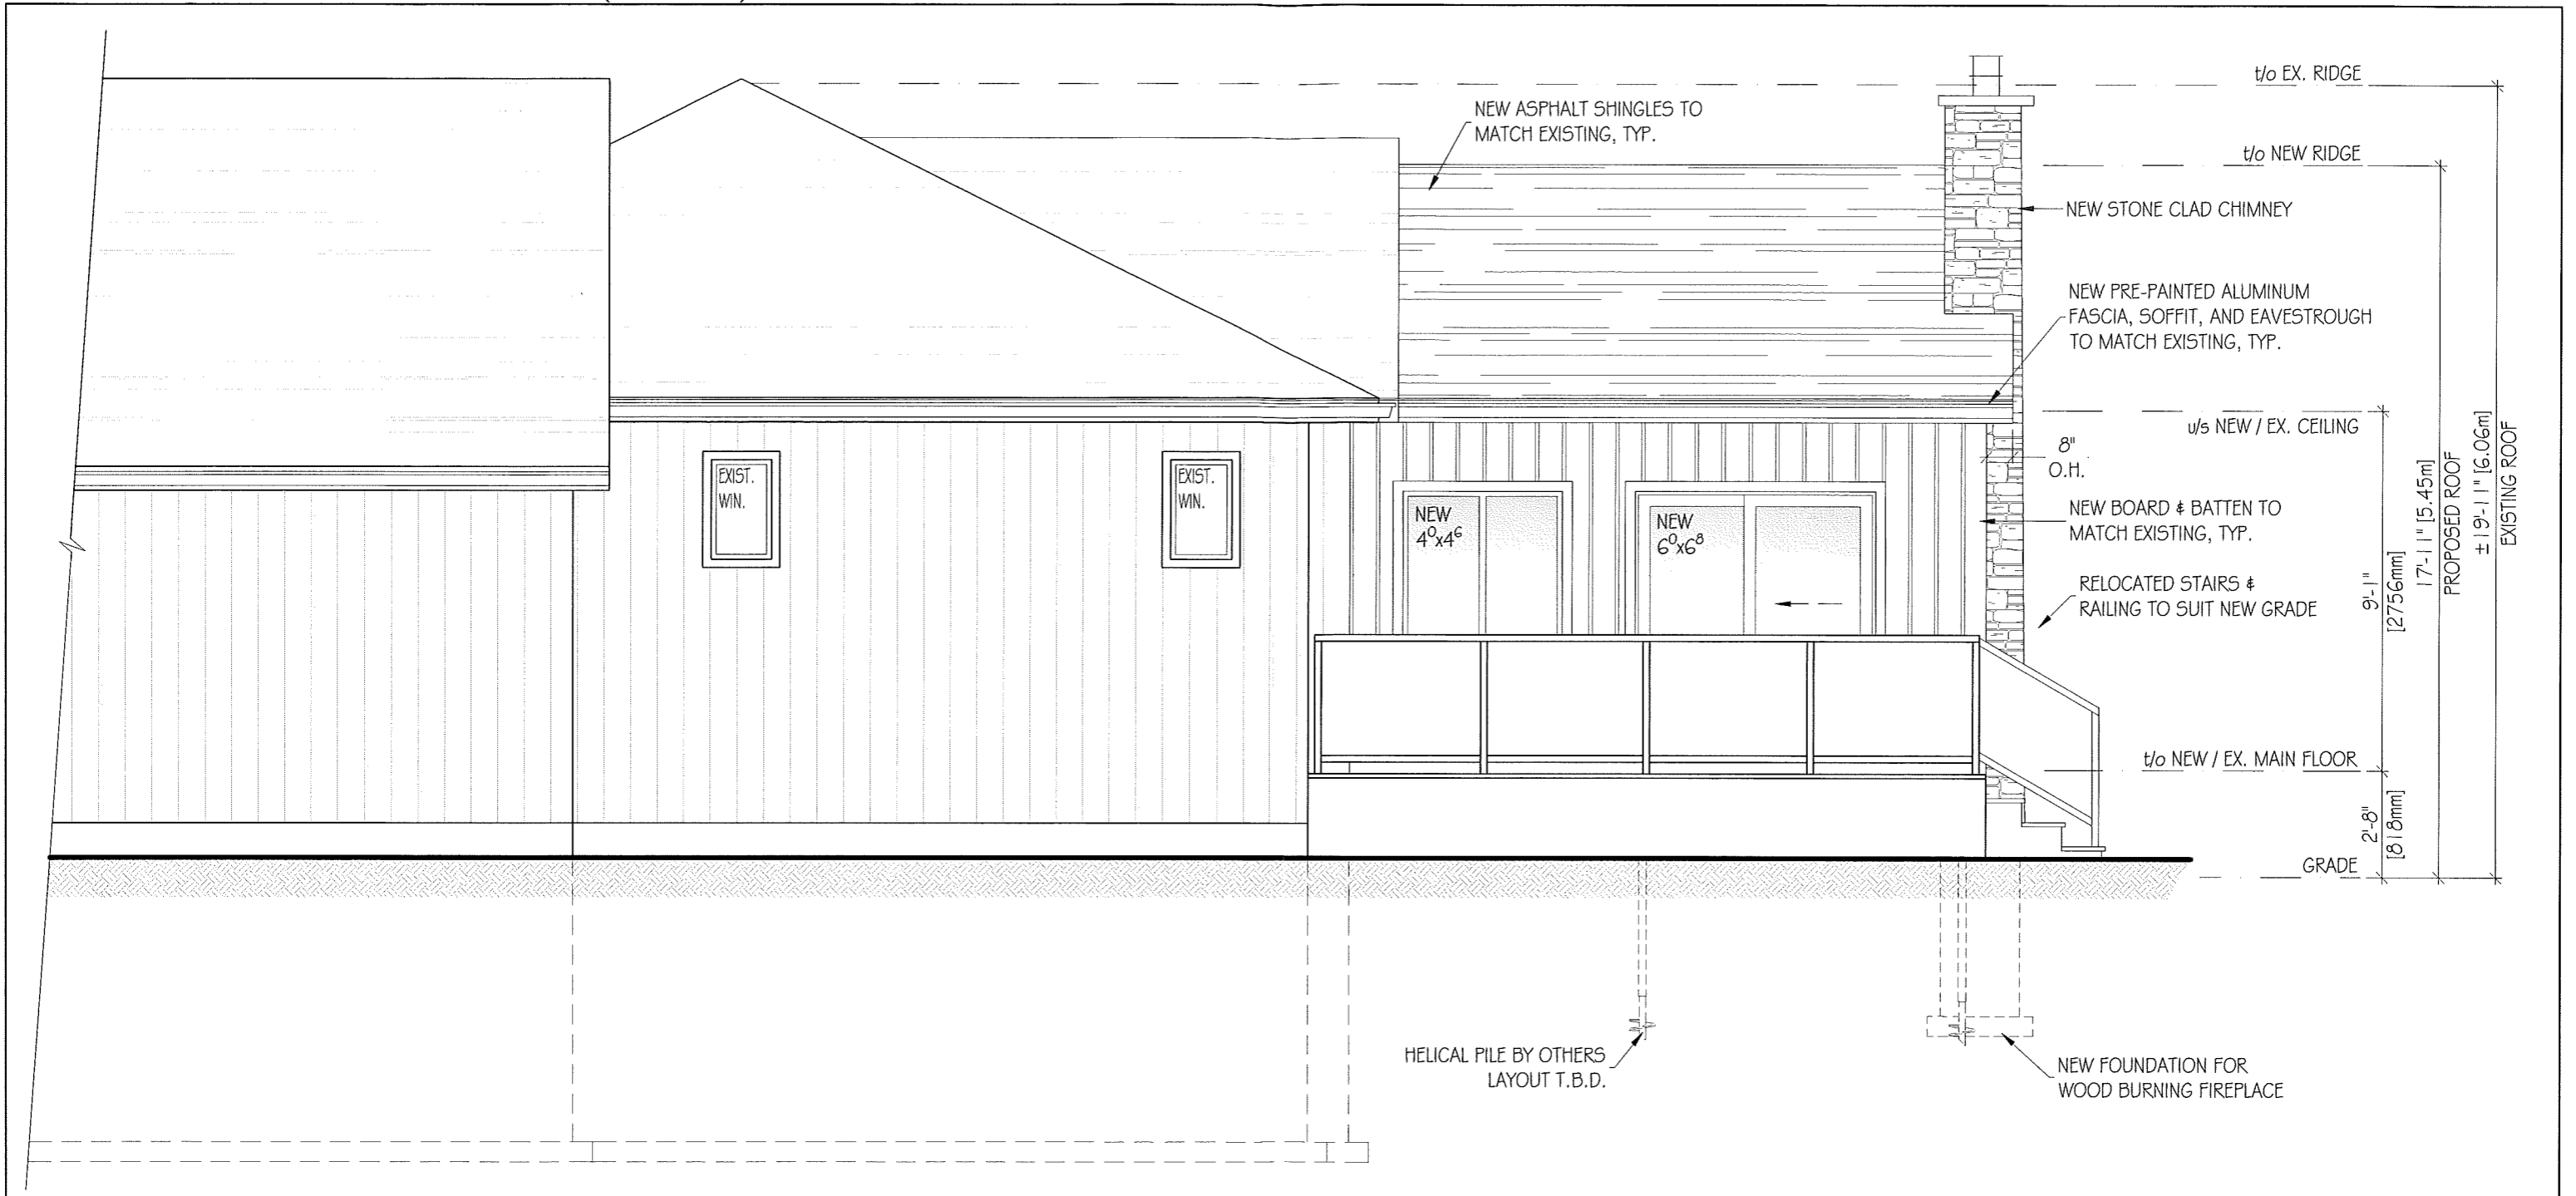 t/o EX. RIDGE
NEW ASPHALT SHINGLES TO
MATCH EXISTING, TYP.
t/o NEW RIDGE
NEW STONE CLAD CHIMNEY
NEW PRE-PAINTED ALUMINUM
FASCIA, SOFFIT, AND EAVESTROUGH
TO MATCH EXISTING, TYP.
u/s NEW / EX. CEILING
8"
O.H.
EXIST.
WIN.
EXIST.
WIN.
NEW
4⁰x4⁶
NEW
6⁰x6⁸
NEW BOARD & BATTEN TO
MATCH EXISTING, TYP.
RELOCATED STAIRS &
RAILING TO SUIT NEW GRADE
9'-1"
[2756mm]
17'-11" [5.45m]
PROPOSED ROOF
±19'-11" [6.06m]
EXISTING ROOF
t/o NEW / EX. MAIN FLOOR
2'-8"
[818mm]
GRADE
HELICAL PILE BY OTHERS
LAYOUT T.B.D.
NEW FOUNDATION FOR
WOOD BURNING FIREPLACE